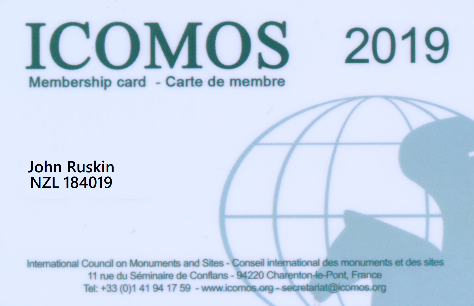 ICOMOS 2019
Membership card - Carte de membre
John Ruskin
NZL 184019
International Council on Monuments and Sites - Conseil international des monuments et des sites
11 rue du Séminaire de Conflans - 94220 Charenton-le-Pont, France
Tel: +33 (0)1 41 94 17 59 - www.icomos.org - secretariat@icomos.org